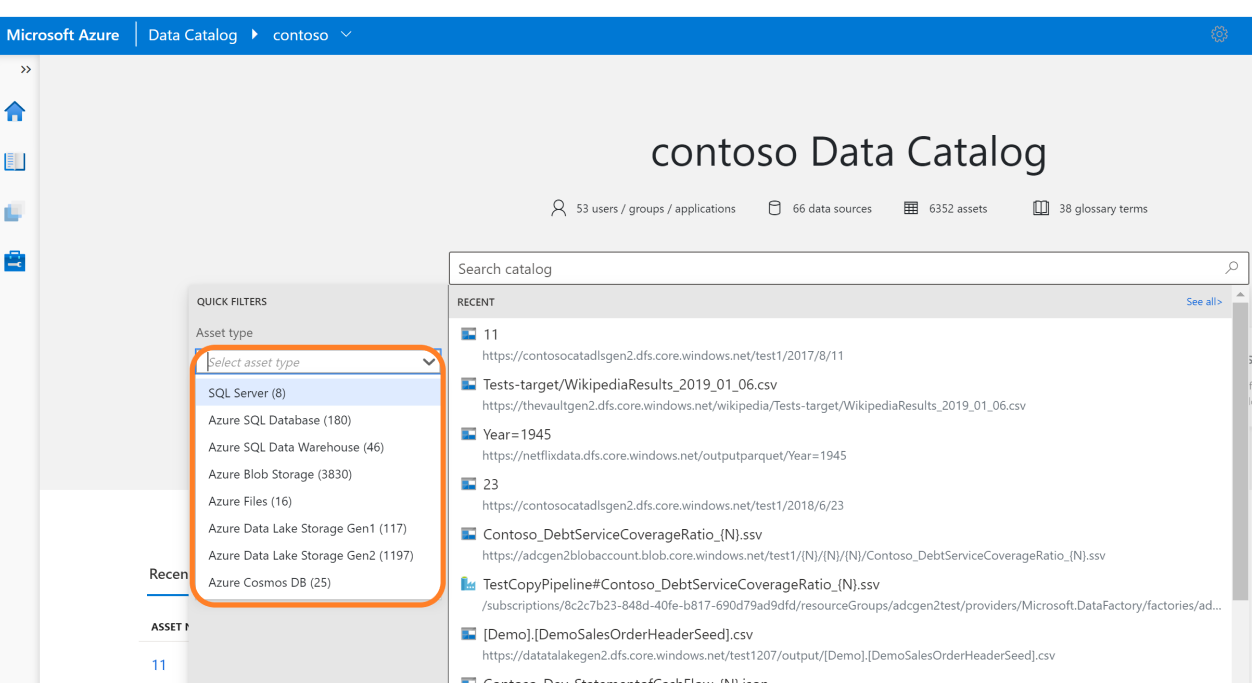 Microsoft Azure Data Catalog contoso
contoso Data Catalog
53 users / groups / applications 66 data sources 6352 assets 38 glossary terms
Search catalog
QUICK FILTERS
Asset type
Select asset type
SQL Server (8)
Azure SQL Database (180)
Azure SQL Data Warehouse (46)
Azure Blob Storage (3830)
Azure Files (16)
Azure Data Lake Storage Gen1 (117)
Azure Data Lake Storage Gen2 (1197)
Azure Cosmos DB (25)
RECENT See all>
11
https://contosocatadlsgen2.dfs.core.windows.net/test1/2017/8/11
Tests-target/WikipediaResults_2019_01_06.csv
https://thevaultgen2.dfs.core.windows.net/wikipedia/Tests-target/WikipediaResults_2019_01_06.csv
Year=1945
https://netflixdata.dfs.core.windows.net/outputparquet/Year=1945
23
https://contosocatadlsgen2.dfs.core.windows.net/test1/2018/6/23
Contoso_DebtServiceCoverageRatio_{N}.ssv
https://adcgen2blobaccount.blob.core.windows.net/test1/{N}/{N}/{N}/Contoso_DebtServiceCoverageRatio_{N}.ssv
TestCopyPipeline#Contoso_DebtServiceCoverageRatio_{N}.ssv
/subscriptions/8c2c7b23-848d-40fe-b817-690d79ad9dfd/resourceGroups/adcgen2test/providers/Microsoft.DataFactory/factories/ad...
[Demo].[DemoSalesOrderHeaderSeed].csv
https://datatalakegen2.dfs.core.windows.net/test1207/output/[Demo].[DemoSalesOrderHeaderSeed].csv
Recen
ASSET
11